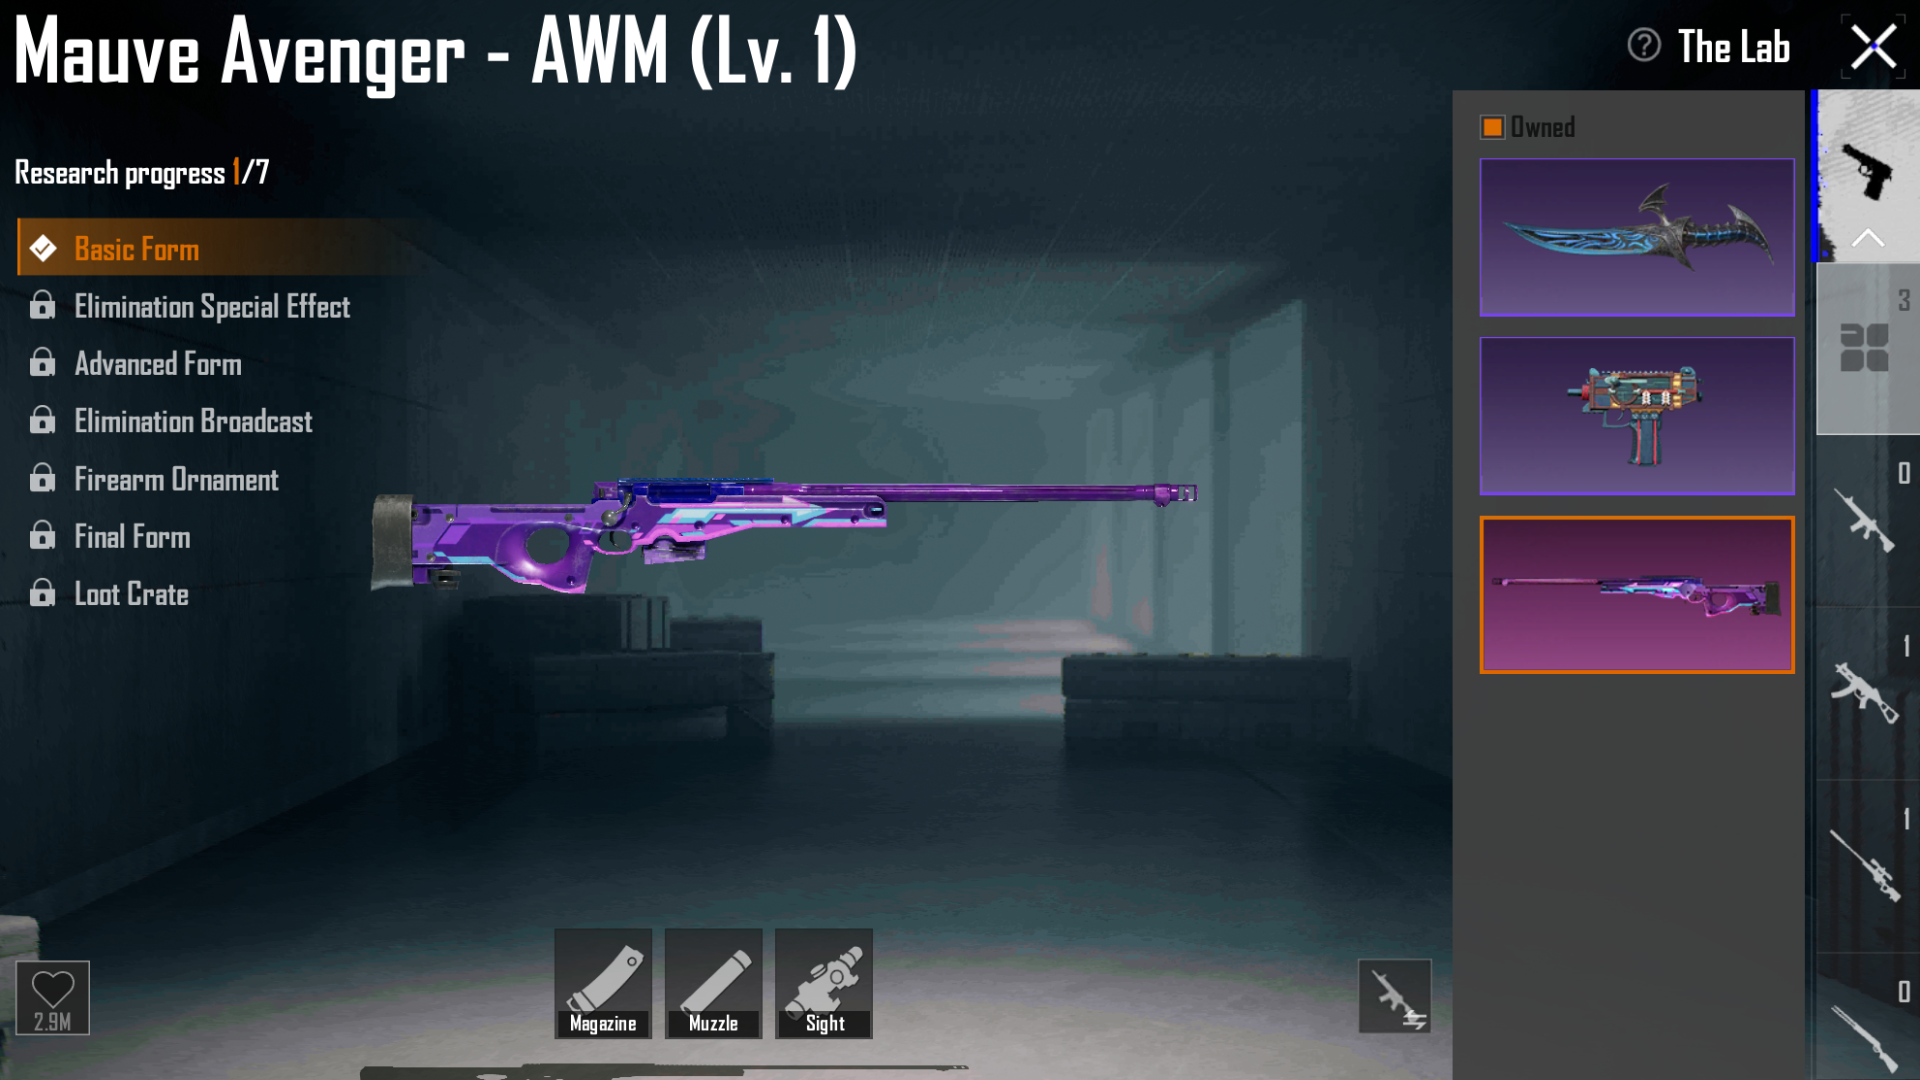 Mauve Avenger - AWM (Lv. 1)
The Lab
Research progress 1/7
Owned
Basic Form
Elimination Special Effect
Advanced Form
Elimination Broadcast
Firearm Ornament
Final Form
Loot Crate
3
0
1
1
0
2.9M
Magazine
Muzzle
Sight